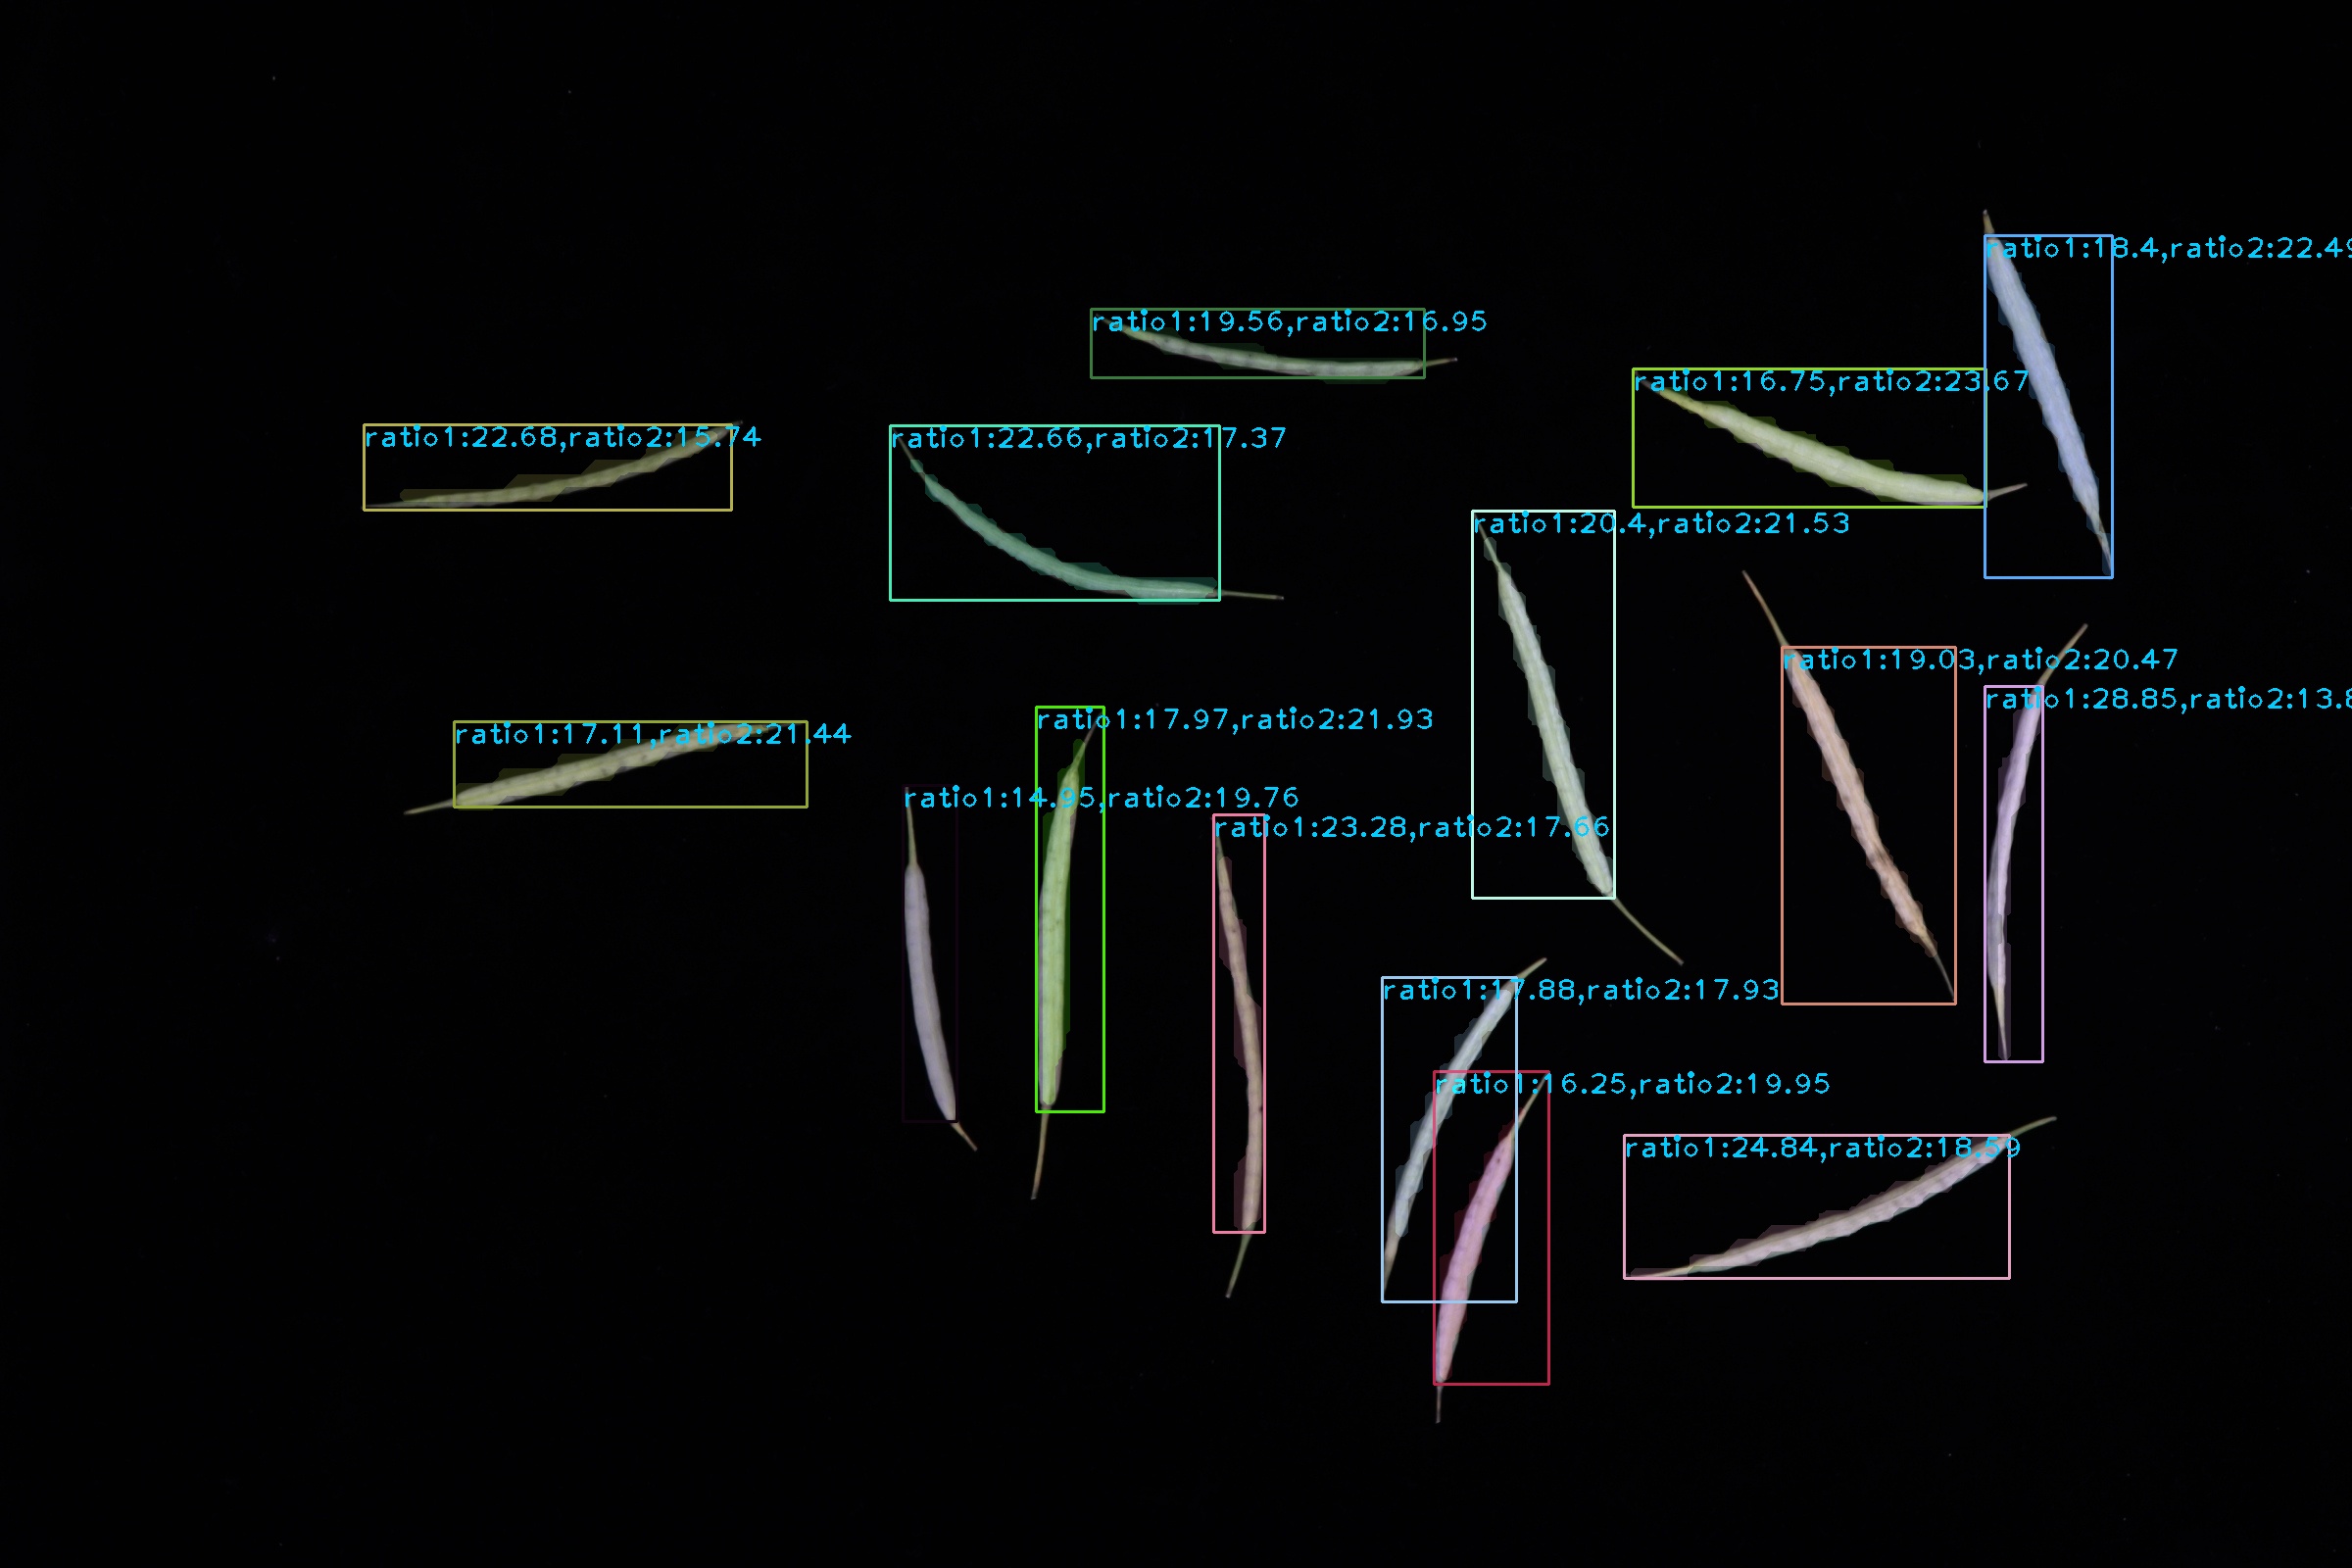 ratio1:18.4,ratio2:22.49
ratio1:19.56,ratio2:16.95
ratio1:16.75,ratio2:23.67
ratio1:22.68,ratio2:15.74
ratio1:22.66,ratio2:17.37
ratio1:20.4,ratio2:21.53
ratio1:19.03,ratio2:20.47
ratio1:28.85,ratio2:13.8
ratio1:17.97,ratio2:21.93
ratio1:17.11,ratio2:21.44
ratio1:14.95,ratio2:19.76
ratio1:23.28,ratio2:17.66
ratio1:17.88,ratio2:17.93
ratio1:16.25,ratio2:19.95
ratio1:24.84,ratio2:18.59